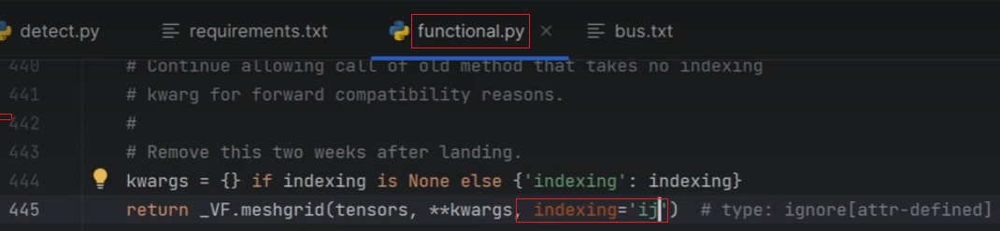 detect.py requirements.txt functional.py bus.txt
440 # Continue allowing call of old method that takes no indexing
441 # kwarg for forward compatibility reasons.
442 #
443 # Remove this two weeks after landing.
444 kwargs = {} if indexing is None else {'indexing': indexing}
445 return _VF.meshgrid(tensors, **kwargs, indexing='ij') # type: ignore[attr-defined]